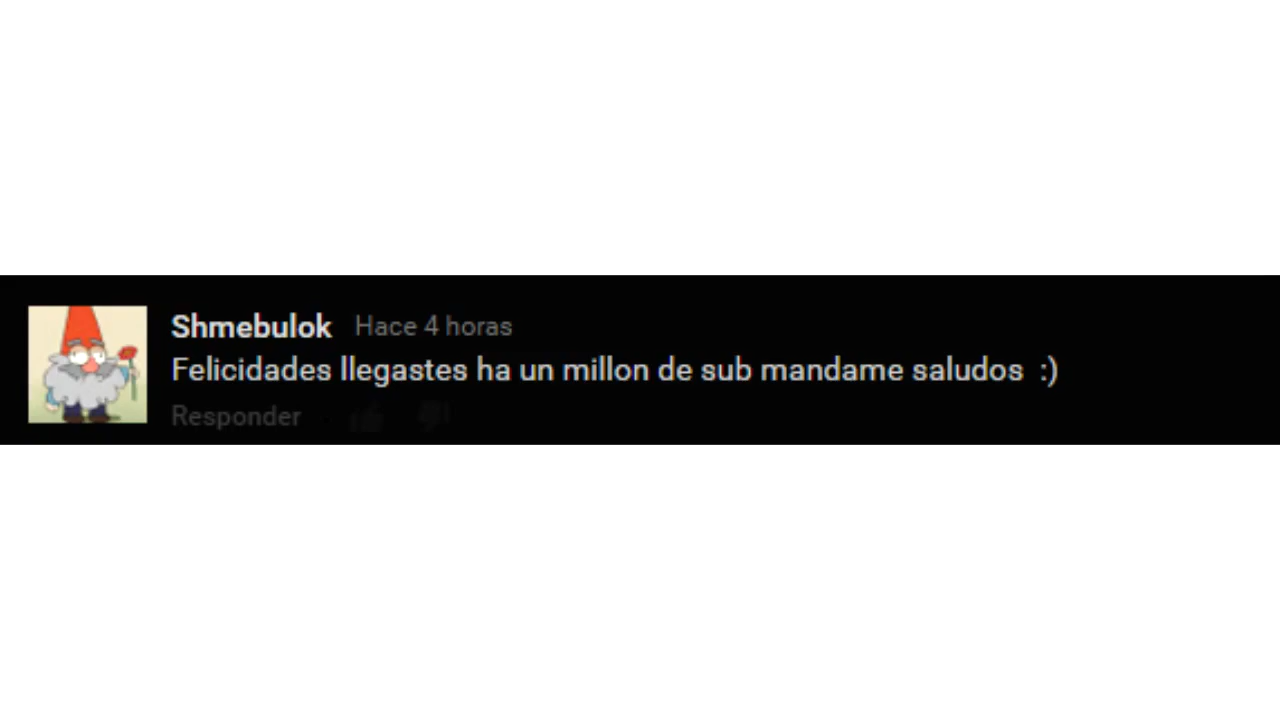 Shmebulok Hace 4 horas
Felicidades llegastes ha un millon de sub mandame saludos :)
Responder